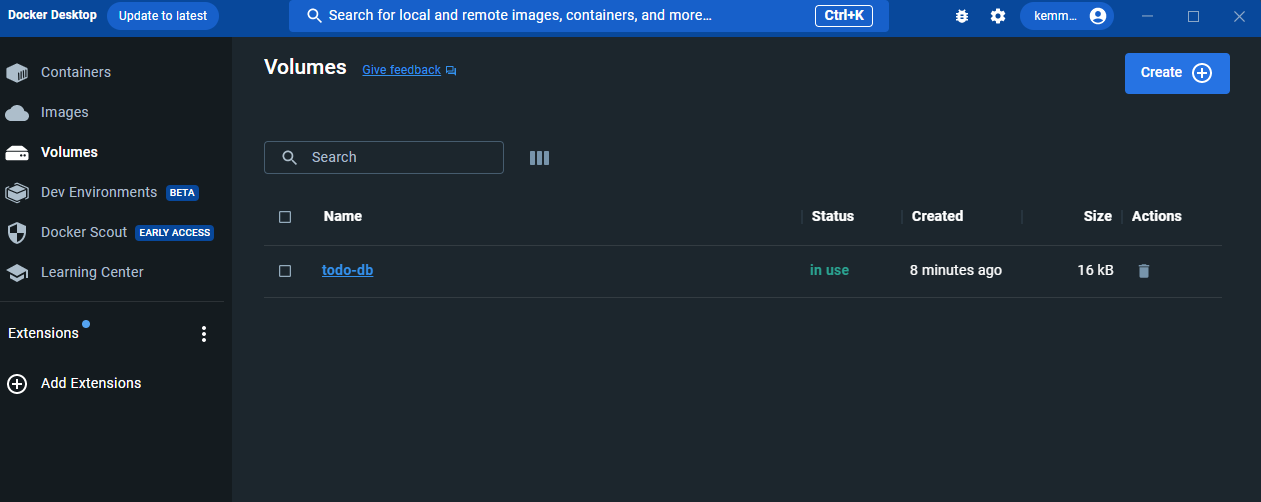 Docker Desktop
Update to latest
Search for local and remote images, containers, and more...
Ctrl+K
kemm...
Containers
Images
Volumes
Dev Environments BETA
Docker Scout EARLY ACCESS
Learning Center
Extensions
Add Extensions
Volumes
Give feedback
Create
Search
Name Status Created Size Actions
todo-db in use 8 minutes ago 16 kB